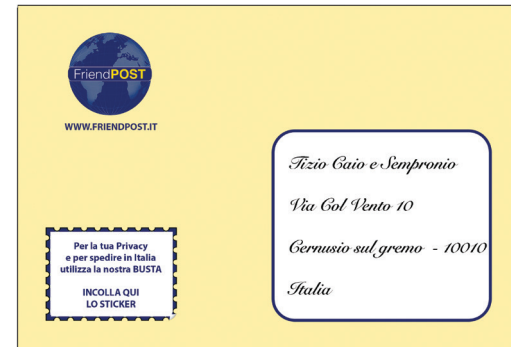 FriendPOST
WWW.FRIENDPOST.IT
Tizio Caio e Sempronio
Via Col Vento 10
Cernusio sul gremo - 10010
Italia
Per la tua Privacy
e per spedire in Italia
utilizza la nostra BUSTA
INCOLLA QUI
LO STICKER